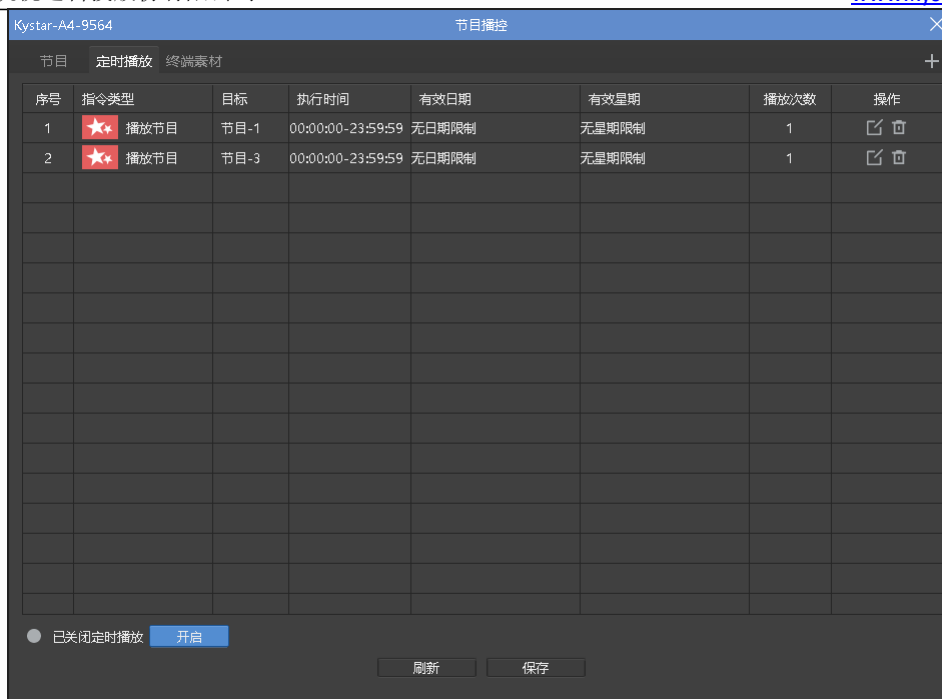 Kystar-A4-9564 节目播控
节目 定时播放 终端素材
序号 指令类型 目标 执行时间 有效日期 有效星期 播放次数 操作
1 播放节目 节目-1 00:00:00-23:59:59 无日期限制 无星期限制 1
2 播放节目 节目-3 00:00:00-23:59:59 无日期限制 无星期限制 1
已关闭定时播放 开启
刷新 保存